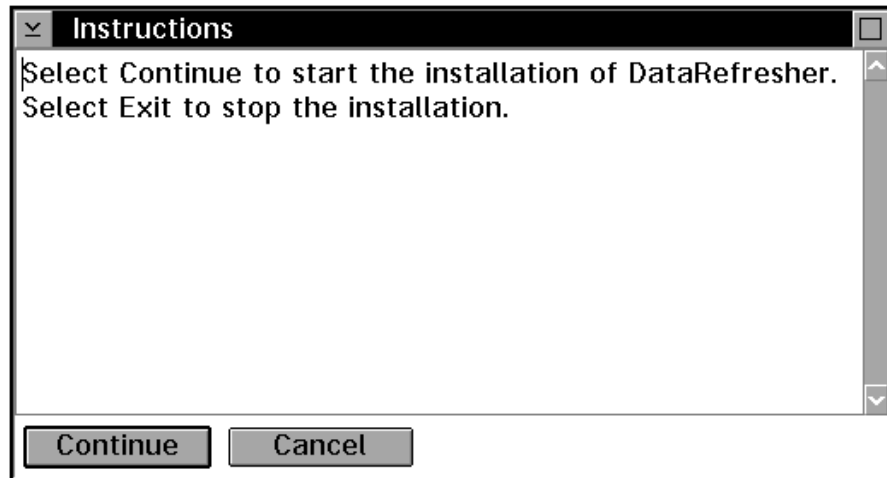 Instructions
Select Continue to start the installation of DataRefresher.
Select Exit to stop the installation.
Continue Cancel